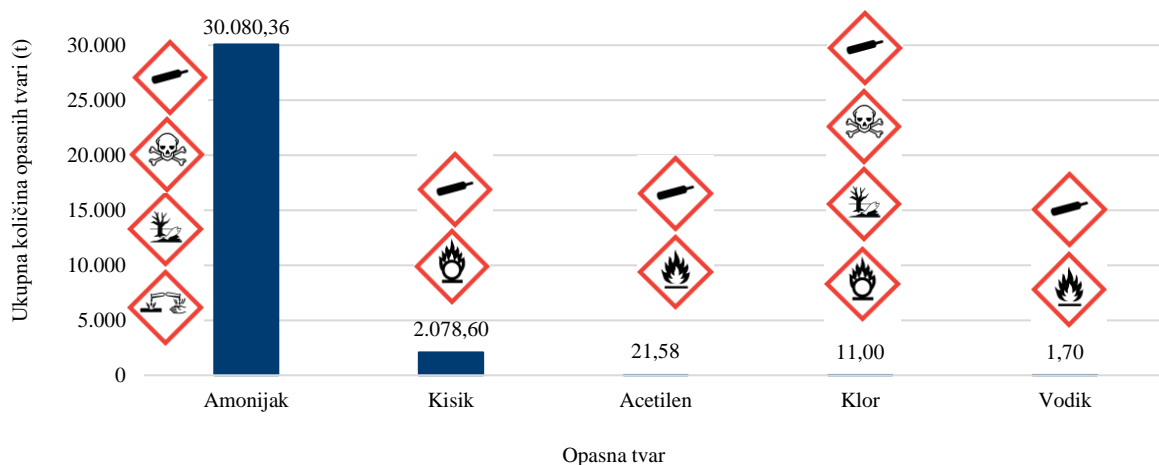 Ukupna količina opasnih tvari (t)
30.000
25.000
20.000
15.000
10.000
5.000
0
30.080,36
2.078,60
21,58
11,00
1,70
Amonijak
Kisik
Acetilen
Klor
Vodik
Opasna tvar